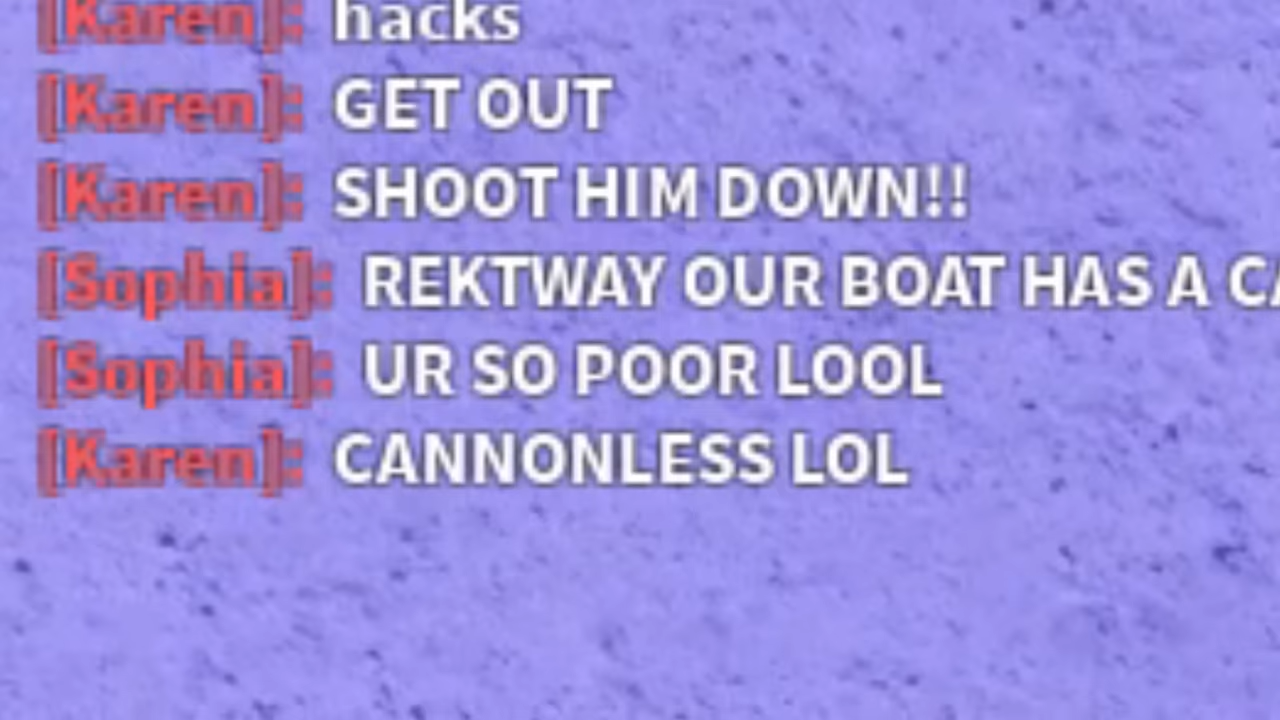 [Karen]: hacks
[Karen]: GET OUT
[Karen]: SHOOT HIM DOWN!!
[Sophia]: REKTWAY OUR BOAT HAS A
[Sophia]: UR SO POOR LOOL
[Karen]: CANNONLESS LOL